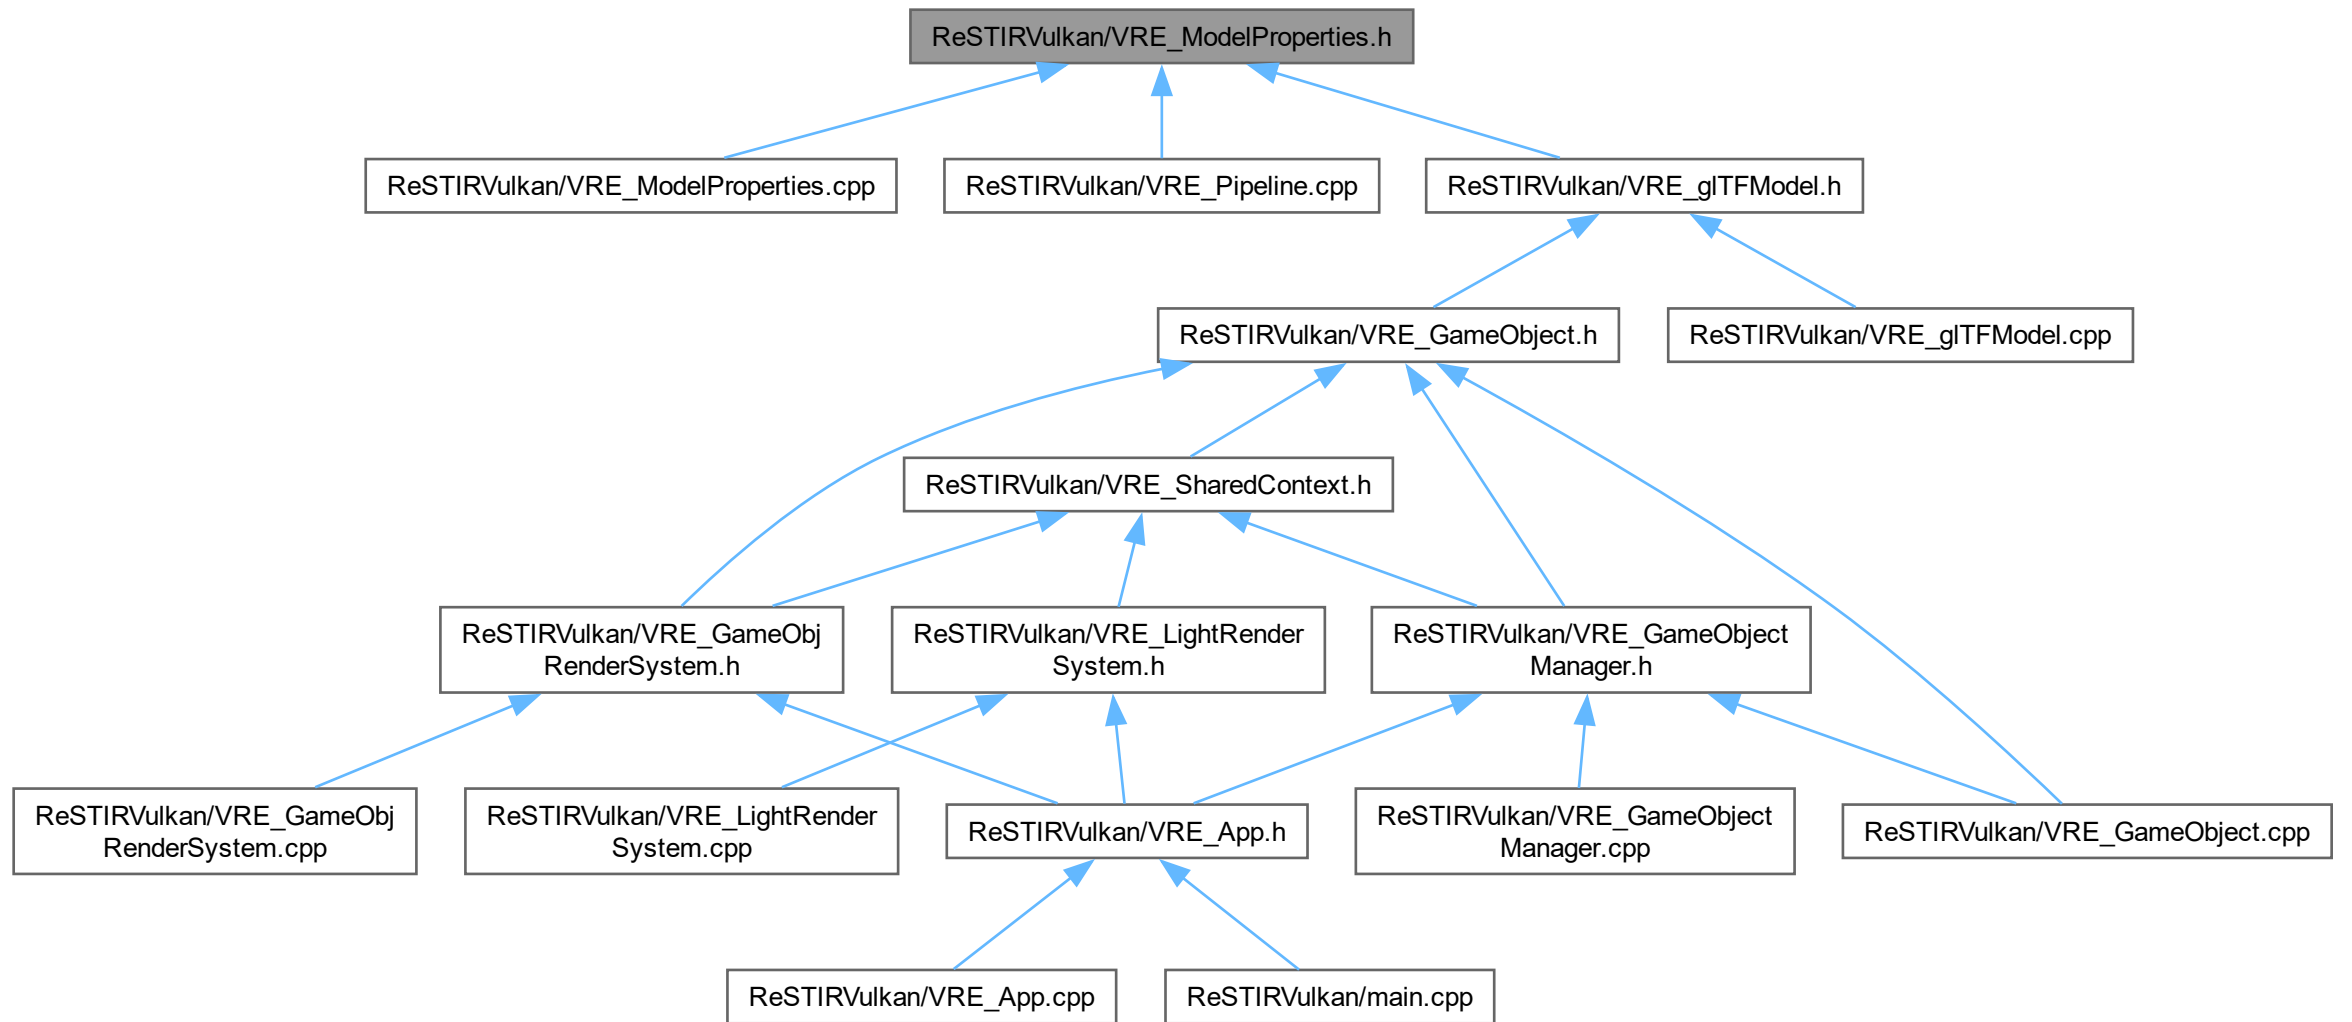 ReSTIRVulkan/VRE_ModelProperties.h
ReSTIRVulkan/VRE_ModelProperties.cpp
ReSTIRVulkan/VRE_Pipeline.cpp
ReSTIRVulkan/VRE_glTFModel.h
ReSTIRVulkan/VRE_GameObject.h
ReSTIRVulkan/VRE_glTFModel.cpp
ReSTIRVulkan/VRE_SharedContext.h
ReSTIRVulkan/VRE_GameObj
RenderSystem.h
ReSTIRVulkan/VRE_LightRender
System.h
ReSTIRVulkan/VRE_GameObject
Manager.h
ReSTIRVulkan/VRE_GameObj
RenderSystem.cpp
ReSTIRVulkan/VRE_LightRender
System.cpp
ReSTIRVulkan/VRE_App.h
ReSTIRVulkan/VRE_GameObject
Manager.cpp
ReSTIRVulkan/VRE_GameObject.cpp
ReSTIRVulkan/VRE_App.cpp
ReSTIRVulkan/main.cpp